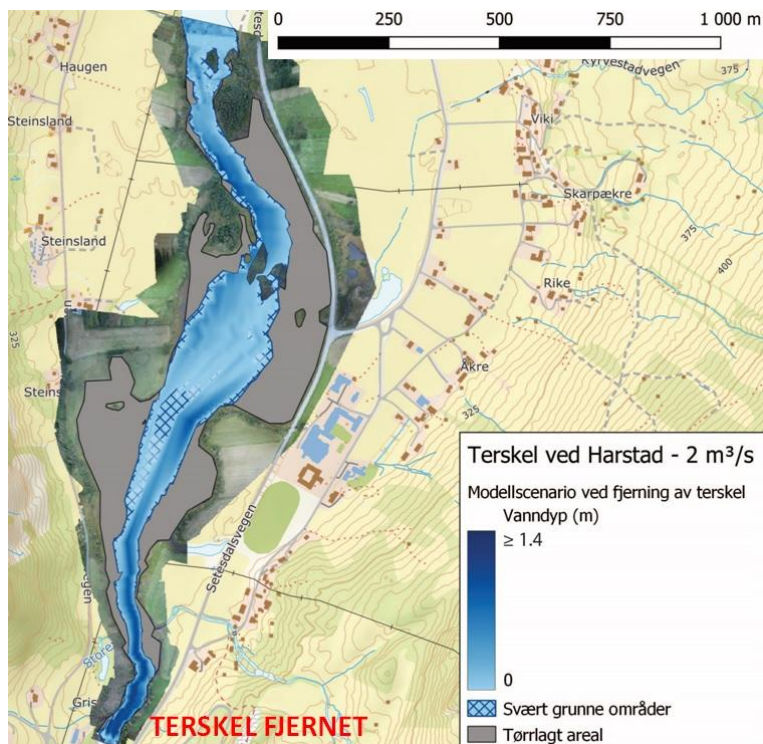 0 250 500 750 1 000 m
Haugen
Kyrvestadvegen
375
Steinsland
Viki
Skarpækre
Steinsland
375
400
Rike
325
Åkre
Steins
325
Setesdalsvegen
Store
Gris
TERSKEL FJERNET
Terskel ved Harstad - 2 m³/s
Modellscenario ved fjerning av terskel
Vanndyp (m)
≥ 1.4
0
Svært grunne områder
Tørrlagt areal